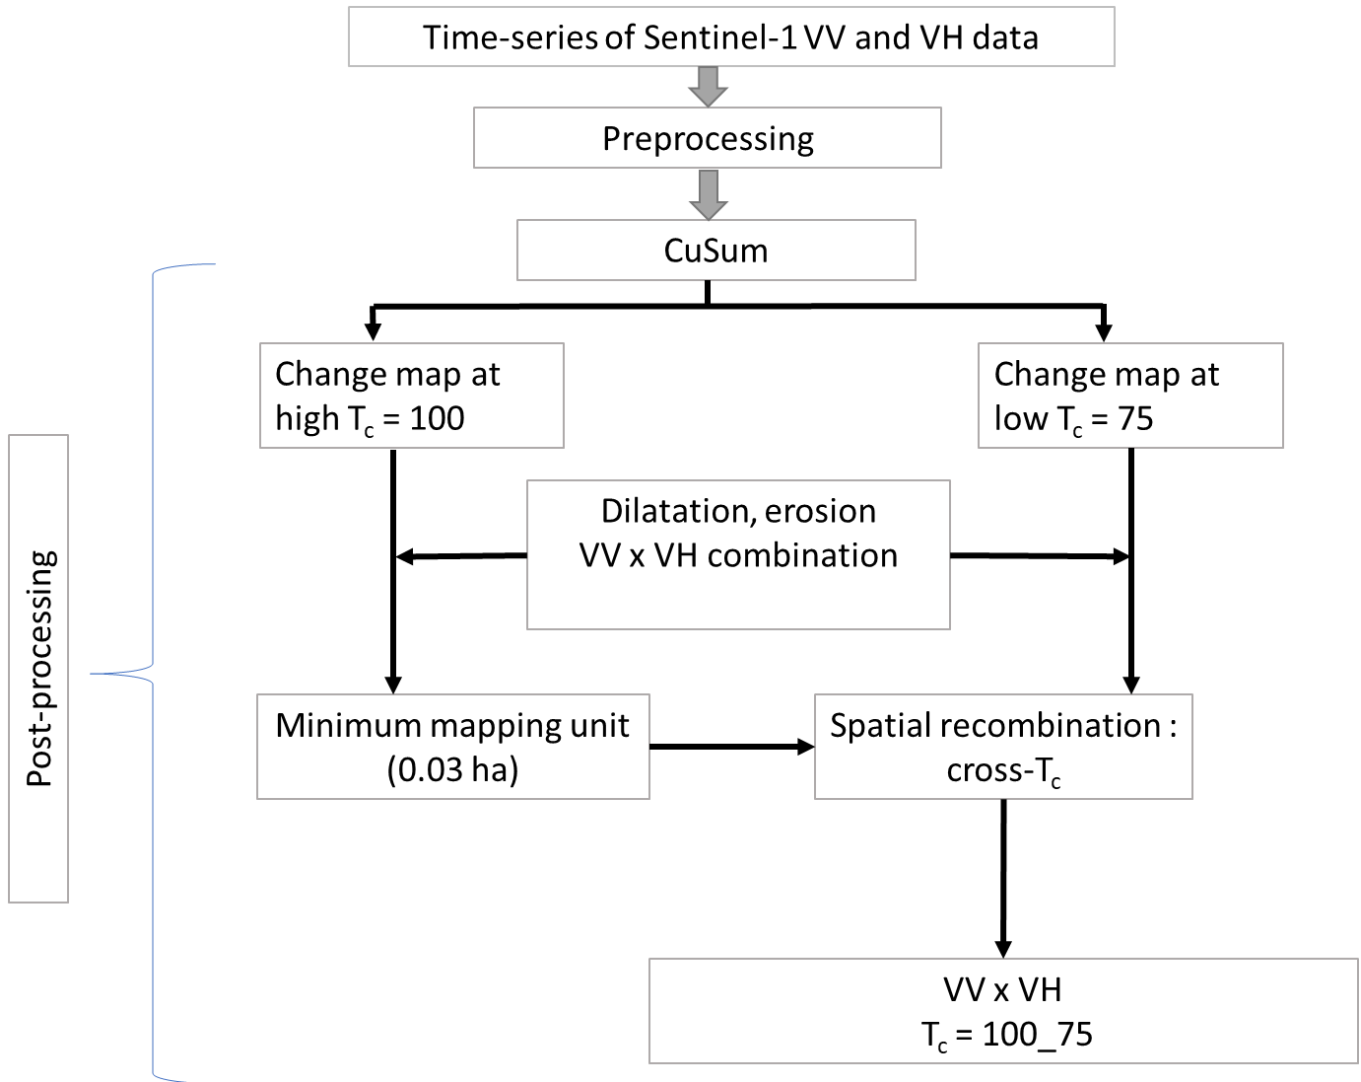 Time-series of Sentinel-1 VV and VH data
Preprocessing
CuSum
Change map at
high Tc = 100
Change map at
low Tc = 75
Dilatation, erosion
VV x VH combination
Post-processing
Minimum mapping unit
(0.03 ha)
Spatial recombination :
cross-Tc
VV x VH
Tc = 100_75